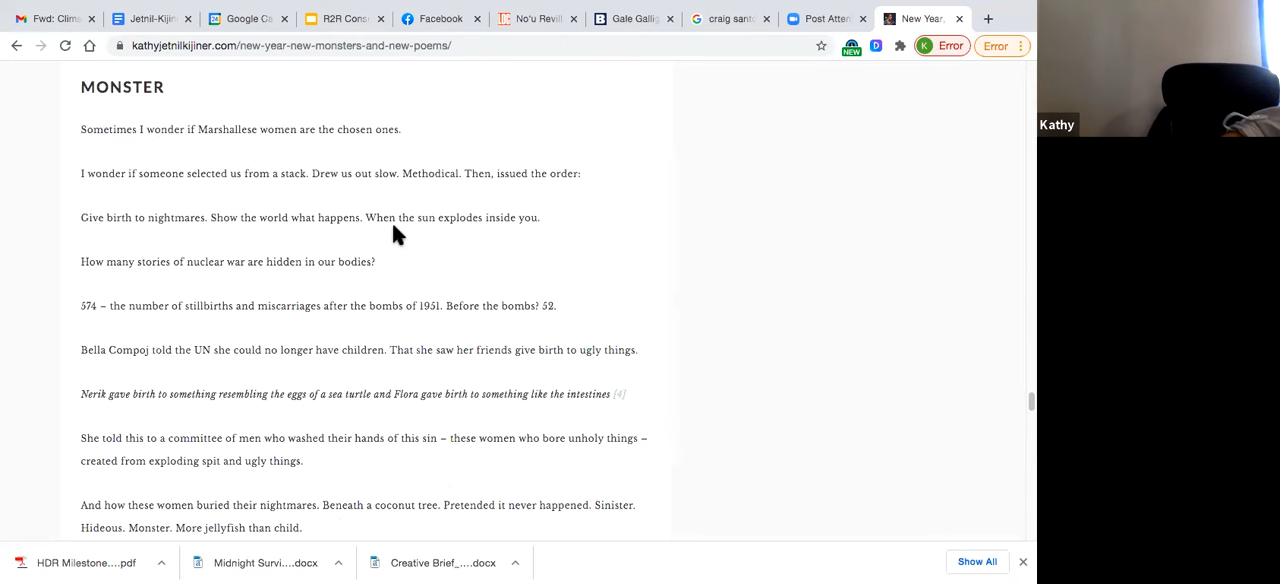 Fwd: Clim
Jetnil-Kijin
Google Ca
R2R Cons
Facebook
No'u Revill
Gale Gallig
craig sant
Post Atten
New Year,
kathyjetnilkijiner.com/new-year-new-monsters-and-new-poems/
NEW
D
K
Error
Error
MONSTER
Sometimes I wonder if Marshallese women are the chosen ones.
I wonder if someone selected us from a stack. Drew us out slow. Methodical. Then, issued the order:
Give birth to nightmares. Show the world what happens. When the sun explodes inside you.
How many stories of nuclear war are hidden in our bodies?
574 – the number of stillbirths and miscarriages after the bombs of 1951. Before the bombs? 52.
Bella Compoj told the UN she could no longer have children. That she saw her friends give birth to ugly things.
Nerik gave birth to something resembling the eggs of a sea turtle and Flora gave birth to something like the intestines [4]
She told this to a committee of men who washed their hands of this sin – these women who bore unholy things –
created from exploding spit and ugly things.
And how these women buried their nightmares. Beneath a coconut tree. Pretended it never happened. Sinister.
Hideous. Monster. More jellyfish than child.
HDR Milestone....pdf
Midnight Survi....docx
Creative Brief_....docx
Show All
Kathy